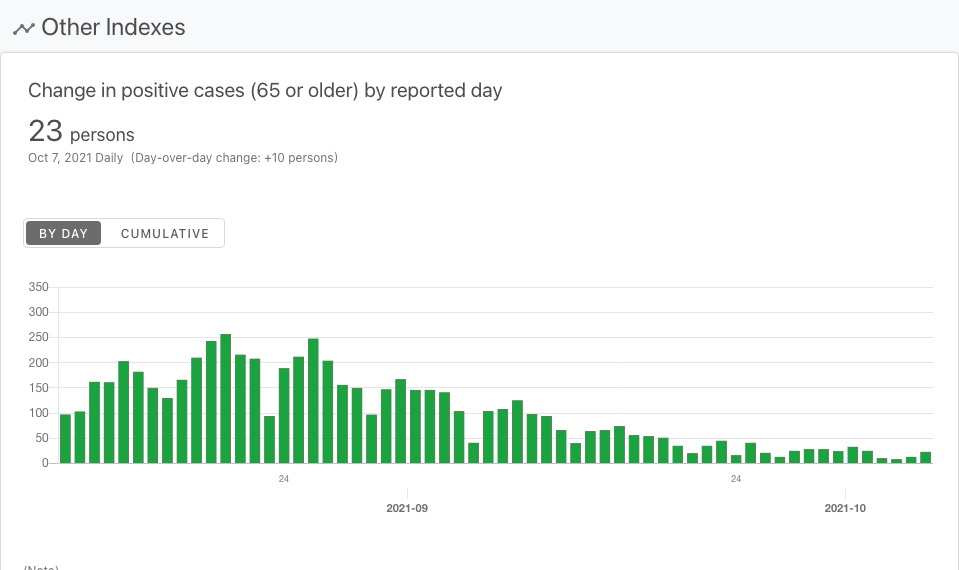 Other Indexes
Change in positive cases (65 or older) by reported day
23 persons
Oct 7, 2021 Daily (Day-over-day change: +10 persons)
BY DAY CUMULATIVE
350
300
250
200
150
100
50
0
24 24
2021-09 2021-10
(Note)